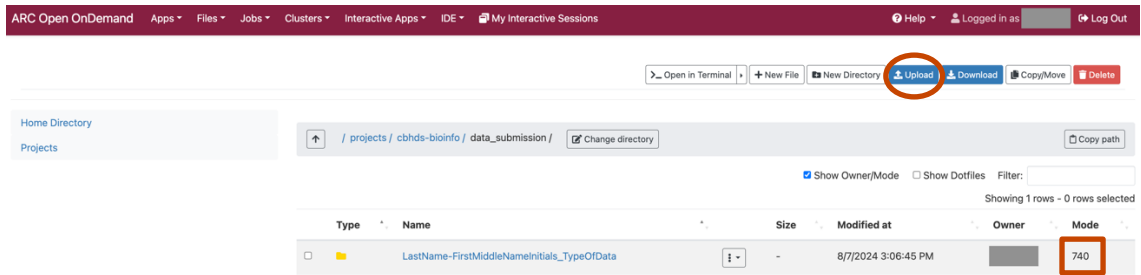 ARC Open OnDemand Apps Files Jobs Clusters Interactive Apps IDE My Interactive Sessions Help Logged in as Log Out
Open in Terminal New File New Directory Upload Download Copy/Move Delete
Home Directory
Projects
/ projects / cbhds-bioinfo / data_submission / Change directory Copy path
Show Owner/Mode Show Dotfiles Filter:
Showing 1 rows - 0 rows selected
Type Name Size Modified at Owner Mode
LastName-FirstMiddleNameInitials_TypeOfData - 8/7/2024 3:06:45 PM 740